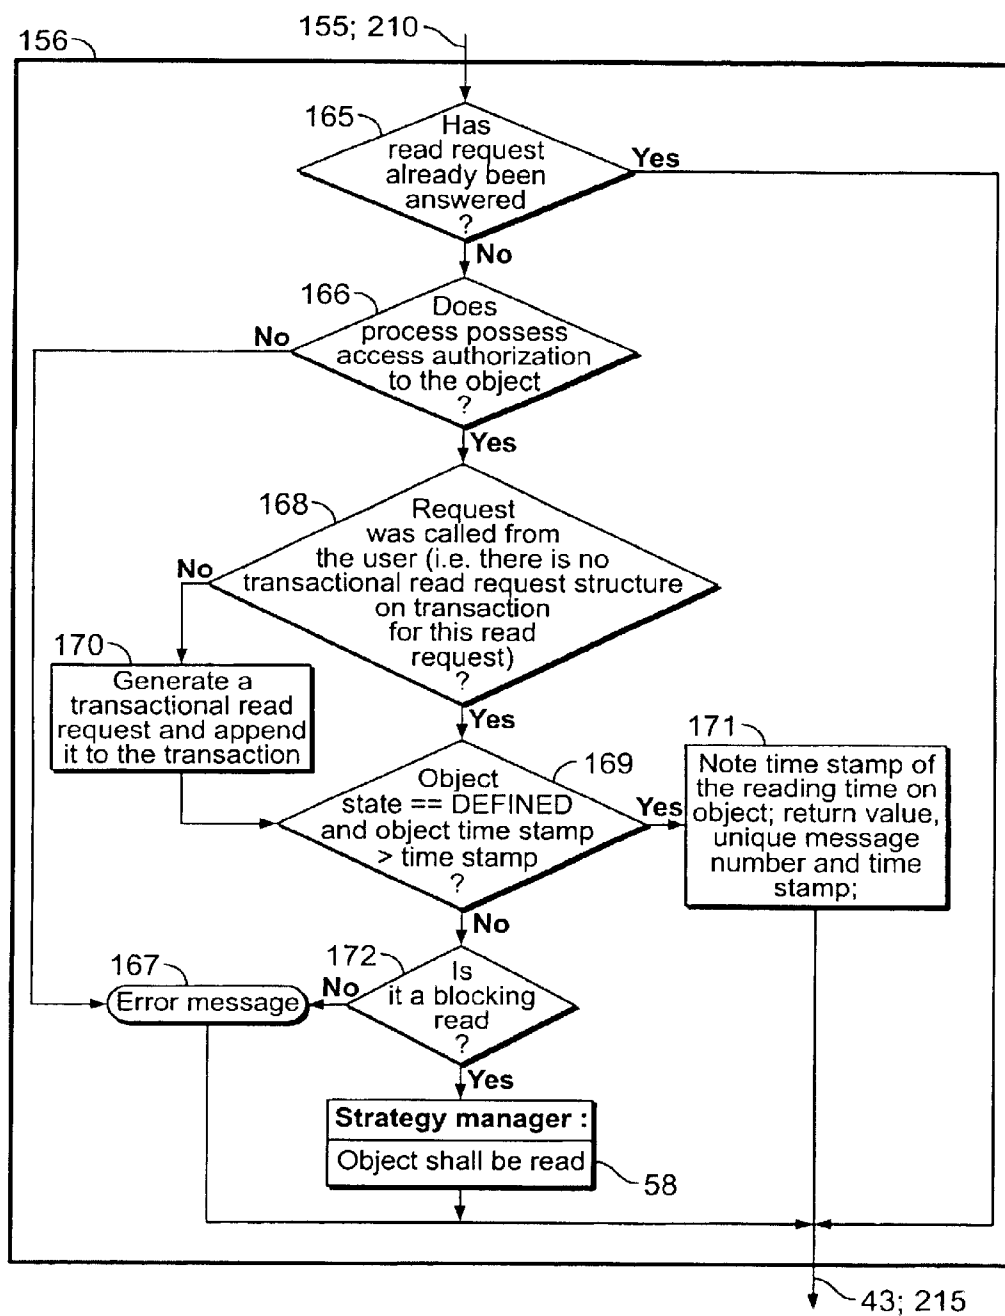 155; 210
156
165
Has
read request
already been
answered
?
Yes
No
166
Does
process possess
access authorization
to the object
?
No
Yes
168
Request
was called from
the user (i.e. there is no
transactional read request structure
on transaction
for this read
request)
?
No
Yes
170
Generate a
transactional read
request and append
it to the transaction
169
Object
state == DEFINED
and object time stamp
> time stamp
?
Yes
No
171
Note time stamp of
the reading time on
object; return value,
unique message
number and time
stamp;
172
Is
it a blocking
read
?
No
Yes
167
Error message
Strategy manager :
Object shall be read
58
43; 215